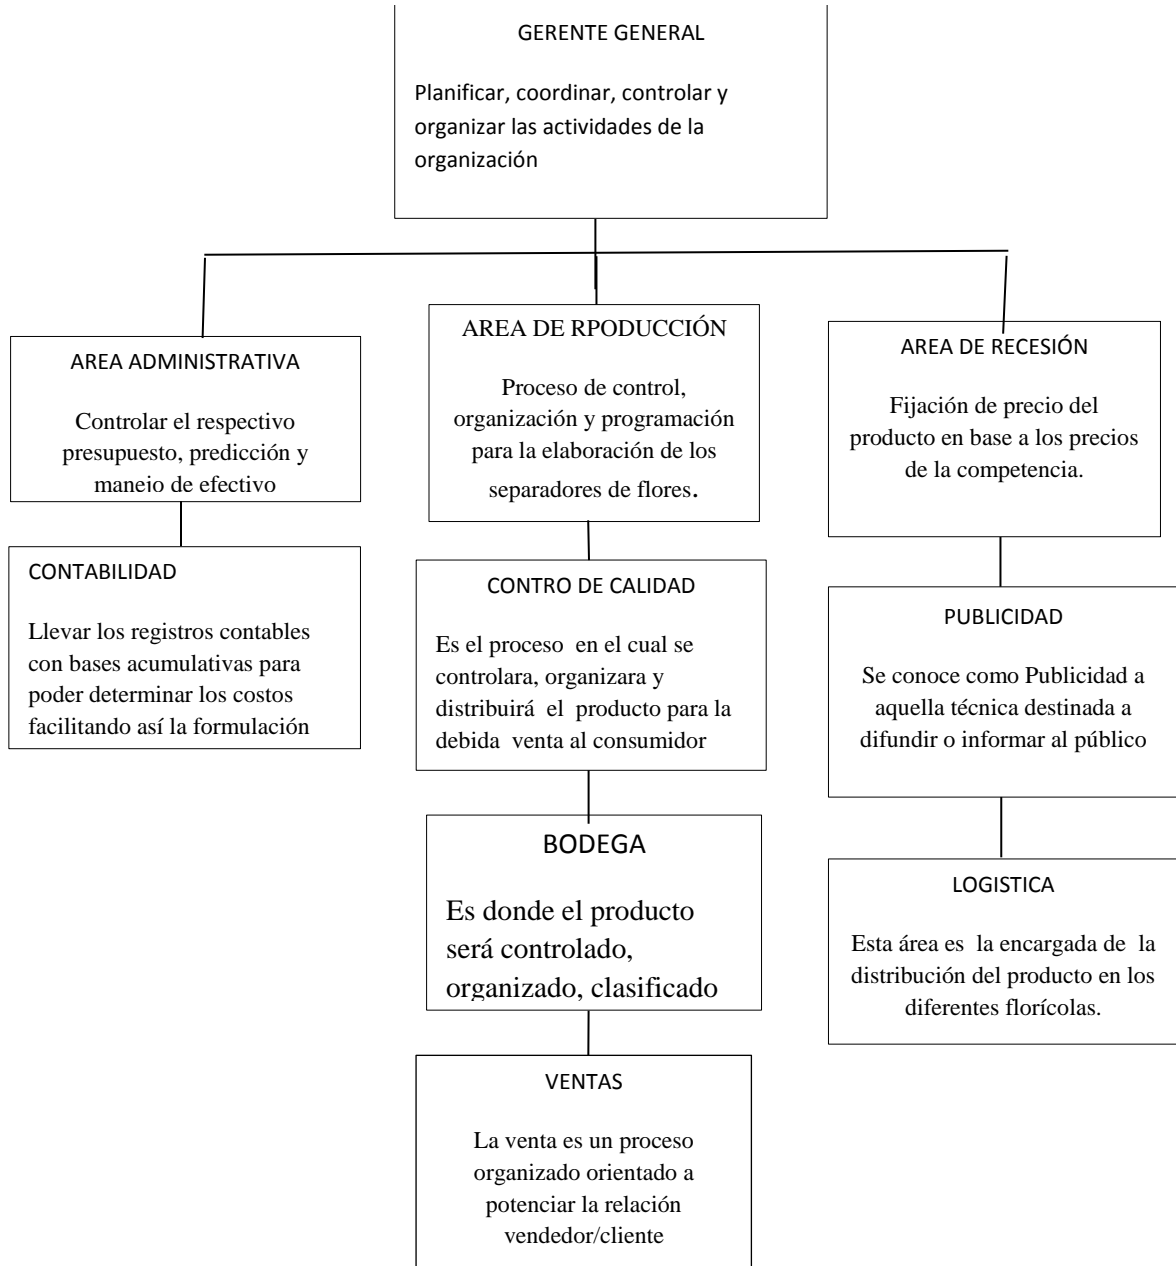 GERENTE GENERAL
Planificar, coordinar, controlar y
organizar las actividades de la
organización
AREA ADMINISTRATIVA
Controlar el respectivo
presupuesto, predicción y
manejo de efectivo
CONTABILIDAD
Llevar los registros contables
con bases acumulativas para
poder determinar los costos
facilitando así la formulación
AREA DE RPODUCCIÓN
Proceso de control,
organización y programación
para la elaboración de los
separadores de flores.
CONTRO DE CALIDAD
Es el proceso en el cual se
controlara, organizara y
distribuirá el producto para la
debida venta al consumidor
BODEGA
Es donde el producto
será controlado,
organizado, clasificado
VENTAS
La venta es un proceso
organizado orientado a
potenciar la relación
vendedor/cliente
AREA DE RECESIÓN
Fijación de precio del
producto en base a los precios
de la competencia.
PUBLICIDAD
Se conoce como Publicidad a
aquella técnica destinada a
difundir o informar al público
LOGISTICA
Esta área es la encargada de la
distribución del producto en los
diferentes florícolas.